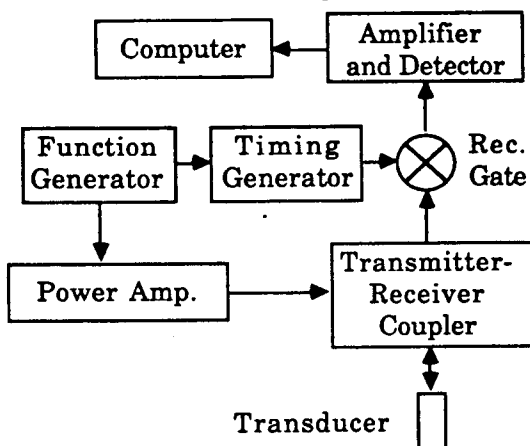 Computer
Amplifier
and Detector
Function
Generator
Timing
Generator
Rec.
Gate
Power Amp.
Transmitter-
Receiver
Coupler
Transducer